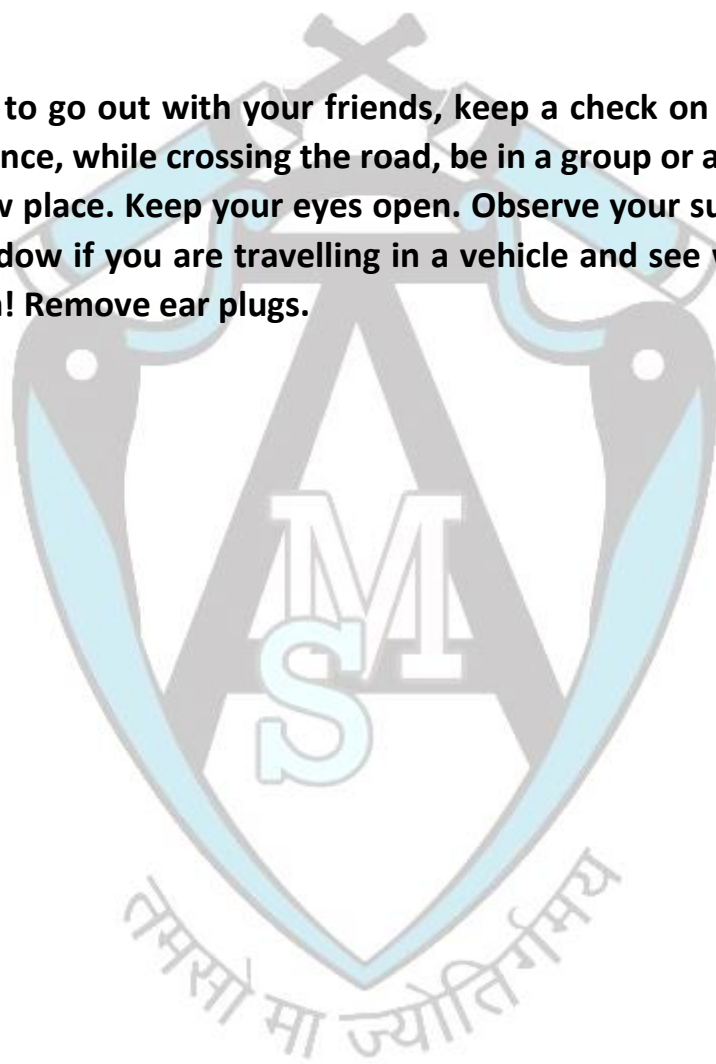 to go out with your friends, keep a check on
while crossing the road, be in a group or a
place. Keep your eyes open. Observe your
if you are travelling in a vehicle and see
Remove ear plugs.
A
M
S
तमसो मा ज्योतिर्गमय